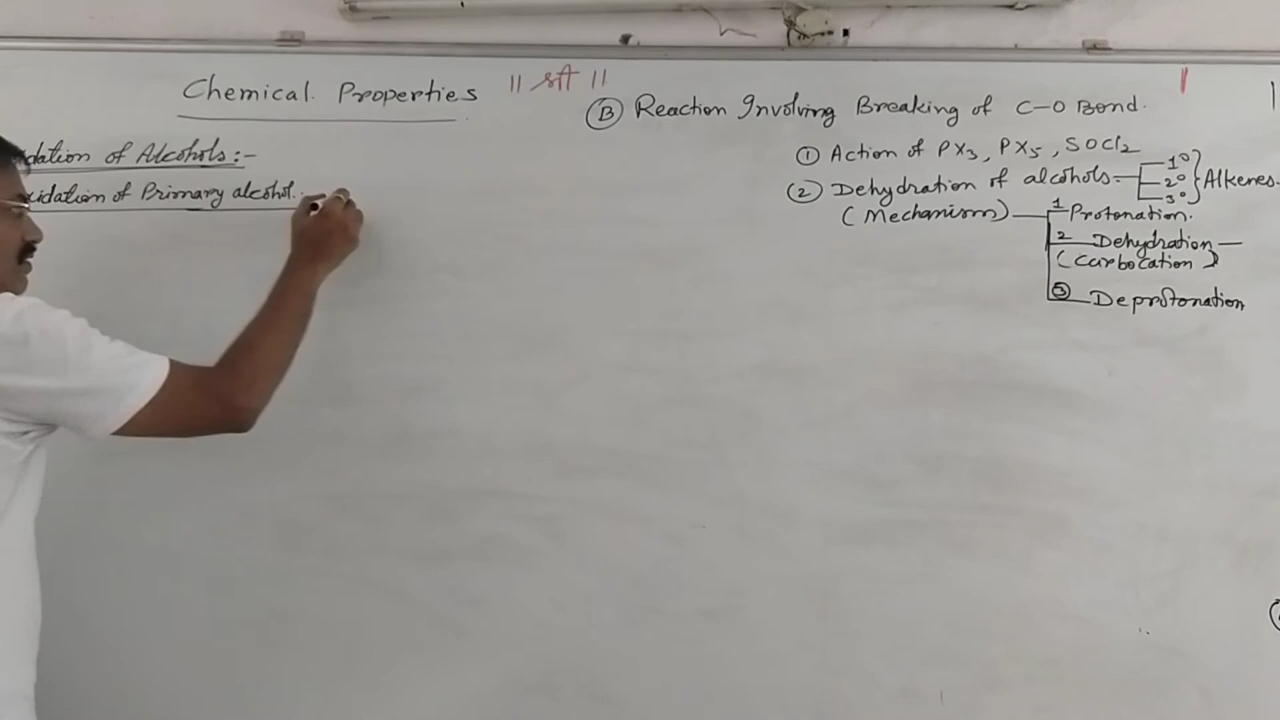 Chemical Properties
dation of Alcohols:-
xidation of Primary alcohol:-
(B) Reaction Involving Breaking of C-O Bond.
① Action of PX₃, PX₅, SOCl₂
② Dehydration of alcohols 1° 2° 3° } Alkenes.
(Mechanism) 1 Protonation.
2 Dehydration —
(Carbocation)
③ Deprotonation